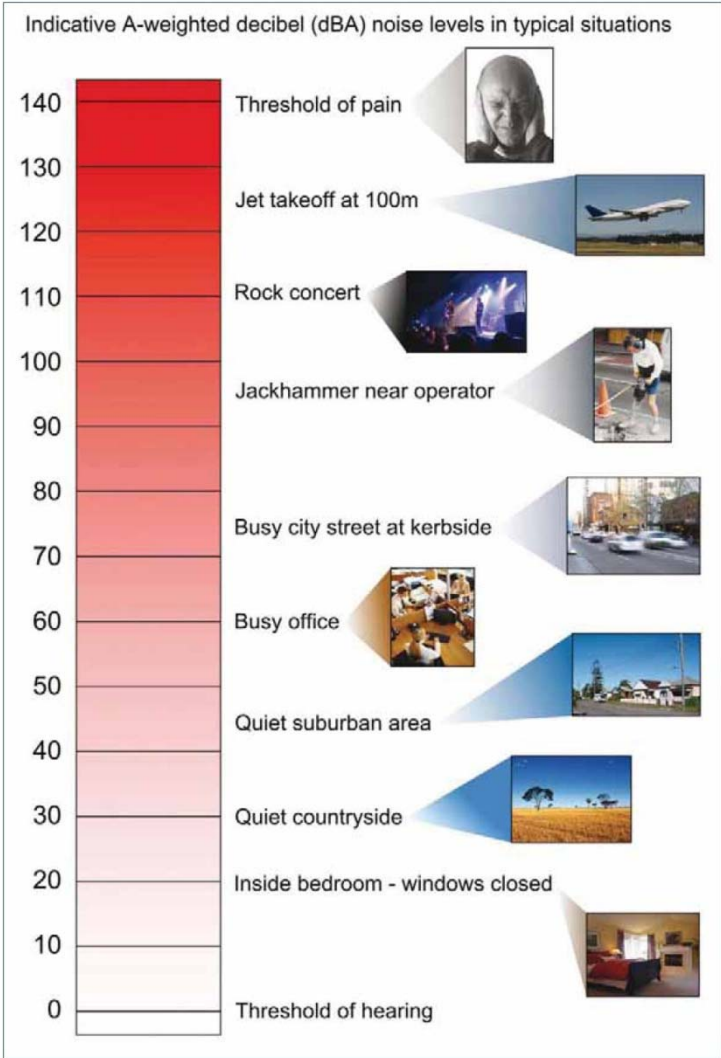 Indicative A-weighted decibel (dBA) noise levels in typical situations
140
Threshold of pain
130
Jet takeoff at 100m
120
110
Rock concert
100
Jackhammer near operator
90
80
Busy city street at kerbside
70
60
Busy office
50
Quiet suburban area
40
30
Quiet countryside
20
Inside bedroom - windows closed
10
0
Threshold of hearing